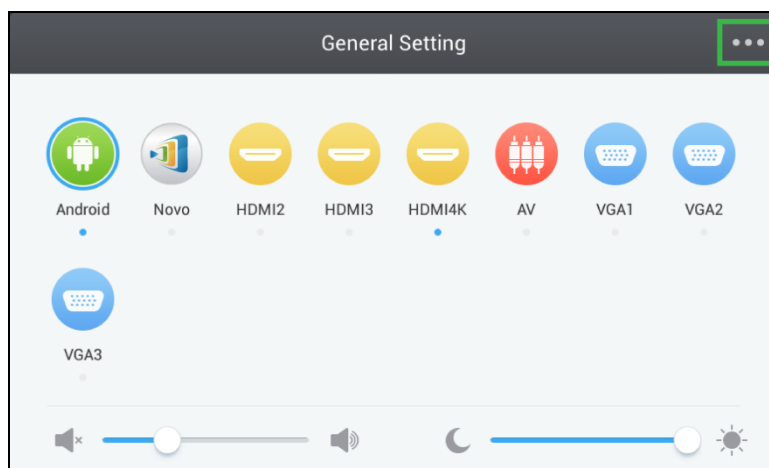 General Setting
Android Novo HDMI2 HDMI3 HDMI4K AV VGA1 VGA2
VGA3